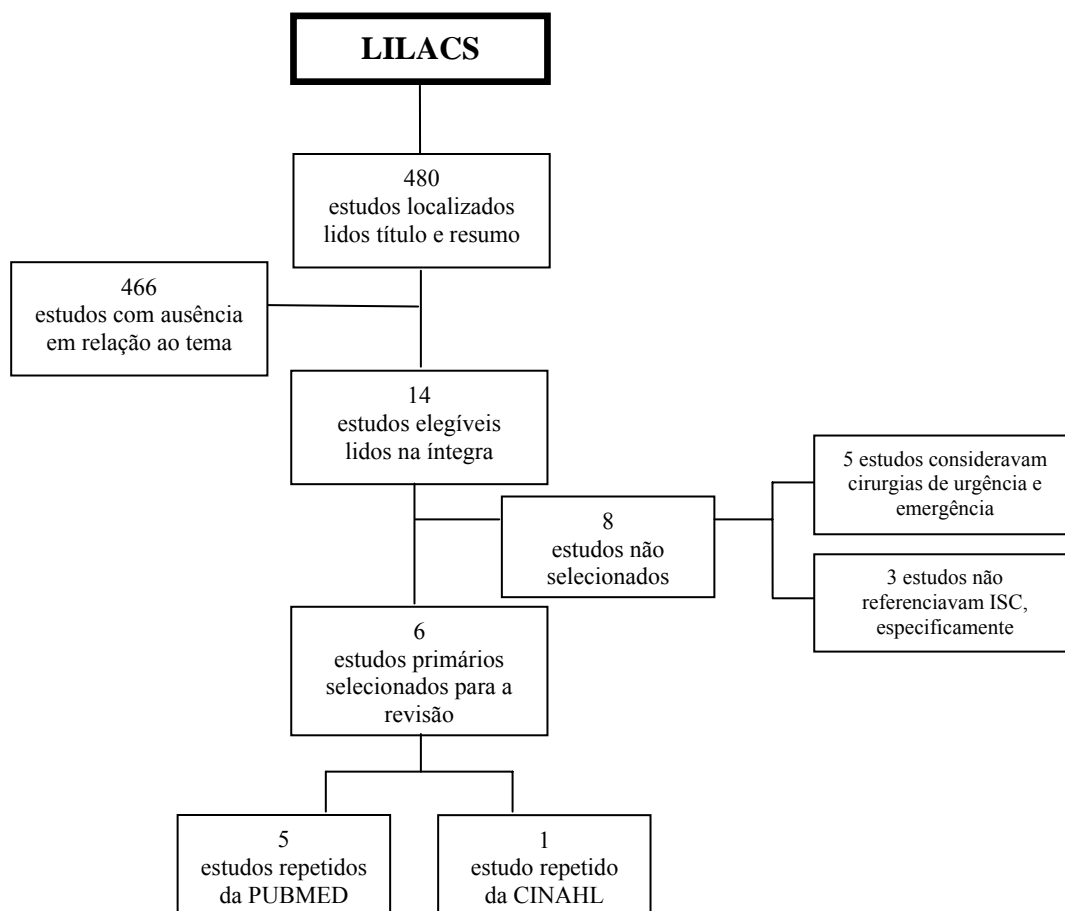 LILACS
480
estudos localizados
lidos título e resumo
466
estudos com ausência
em relação ao tema
14
estudos elegíveis
lidos na íntegra
8
estudos não
selecionados
5 estudos consideravam
cirurgias de urgência e
emergência
3 estudos não
referenciavam ISC,
especificamente
6
estudos primários
selecionados para a
revisão
5
estudos repetidos
da PUBMED
1
estudo repetido
da CINAHL